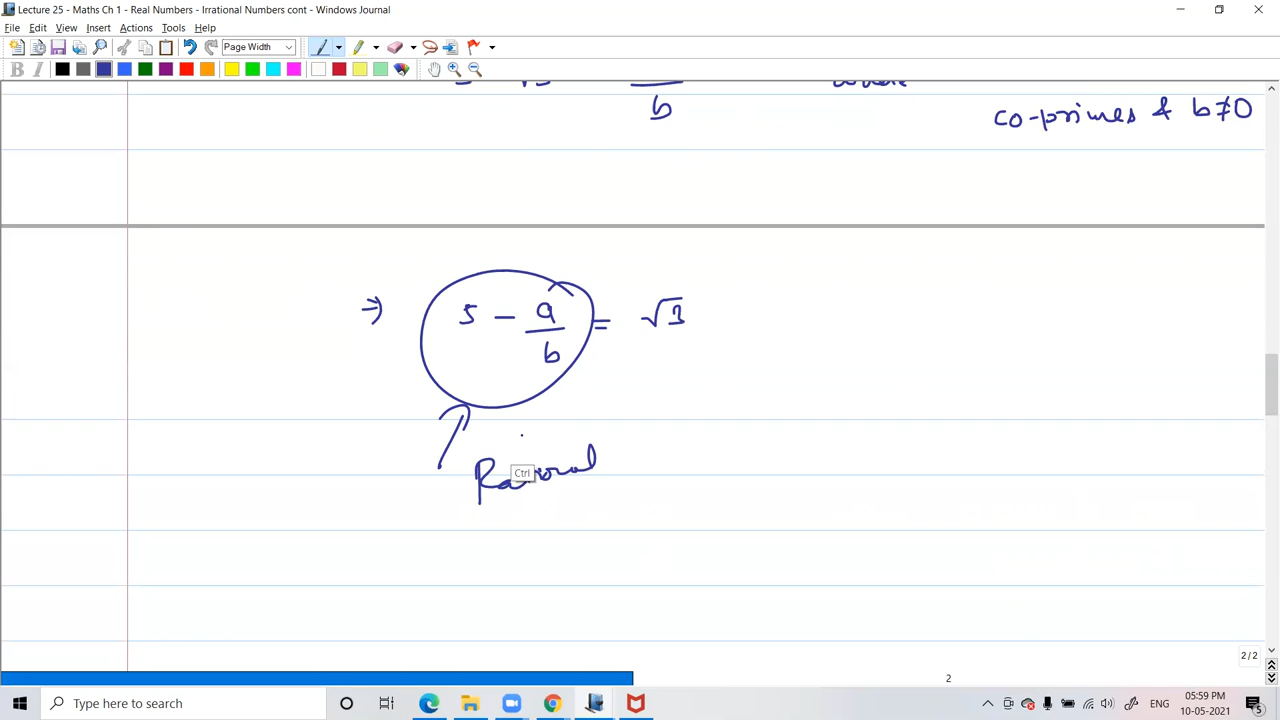 Lecture 25 - Maths Ch 1 - Real Numbers - Irrational Numbers cont - Windows Journal
File Edit View Insert Actions Tools Help
Page Width
B I
b
co-primes & b≠0
⇒ 5 - a/b = √3
Rational
Ctrl
2 / 2
2
Type here to search
ENG
05:59 PM
10-05-2021
5